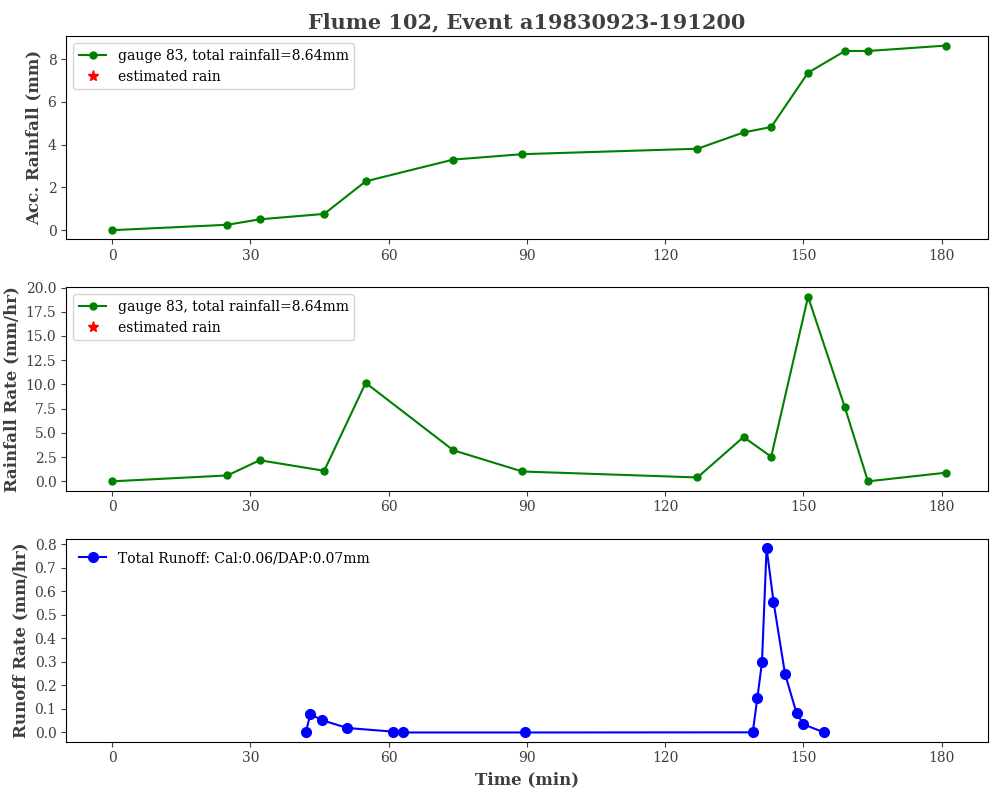 Flume 102, Event a19830923-191200
Acc. Rainfall (mm)
8
6
4
2
0
gauge 83, total rainfall=8.64mm
estimated rain
0 30 60 90 120 150 180
Rainfall Rate (mm/hr)
20.0
17.5
15.0
12.5
10.0
7.5
5.0
2.5
0.0
gauge 83, total rainfall=8.64mm
estimated rain
0 30 60 90 120 150 180
Runoff Rate (mm/hr)
0.8
0.7
0.6
0.5
0.4
0.3
0.2
0.1
0.0
Total Runoff: Cal:0.06/DAP:0.07mm
0 30 60 90 120 150 180
Time (min)